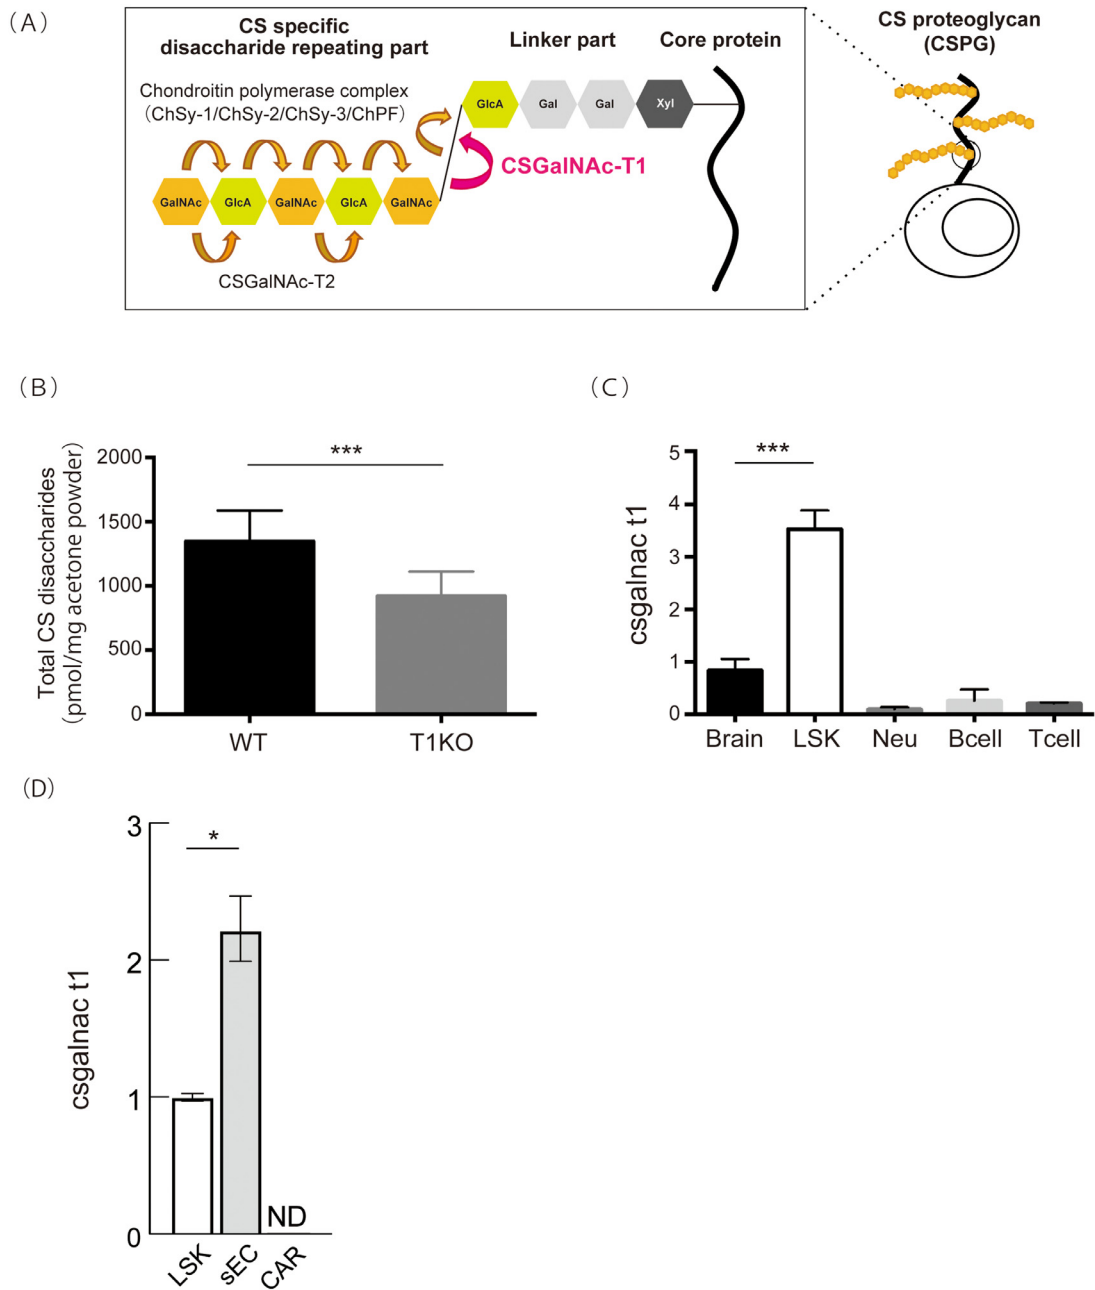 （A）
CS specific
disaccharide repeating part
Linker part
Core protein
CS proteoglycan
(CSPG)
Chondroitin polymerase complex
（ChSy-1/ChSy-2/ChSy-3/ChPF）
GlcA
Gal
Gal
Xyl
CSGalNAc-T1
GalNAc
GlcA
GalNAc
GlcA
GalNAc
CSGalNAc-T2
（B）
Total CS disaccharides
（pmol/mg acetone powder）
2000
1500
1000
500
0
***
WT
T1KO
（C）
csgalnac t1
5
4
3
2
1
0
***
Brain
LSK
Neu
Bcell
Tcell
（D）
csgalnac t1
3
2
1
0
*
ND
LSK
sEC
CAR